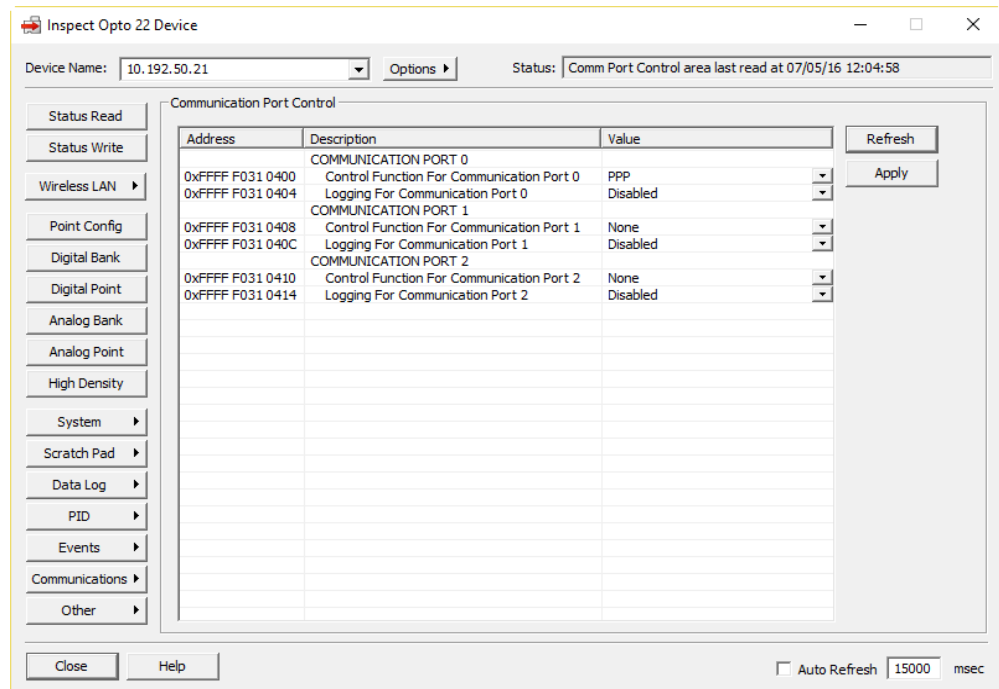 Inspect Opto 22 Device
Device Name: 10.192.50.21 Options Status: Comm Port Control area last read at 07/05/16 12:04:58
Status Read
Status Write
Wireless LAN
Point Config
Digital Bank
Digital Point
Analog Bank
Analog Point
High Density
System
Scratch Pad
Data Log
PID
Events
Communications
Other
Communication Port Control
Address Description Value
COMMUNICATION PORT 0
0xFFFF F031 0400 Control Function For Communication Port 0 PPP
0xFFFF F031 0404 Logging For Communication Port 0 Disabled
COMMUNICATION PORT 1
0xFFFF F031 0408 Control Function For Communication Port 1 None
0xFFFF F031 040C Logging For Communication Port 1 Disabled
COMMUNICATION PORT 2
0xFFFF F031 0410 Control Function For Communication Port 2 None
0xFFFF F031 0414 Logging For Communication Port 2 Disabled
Refresh
Apply
Close Help Auto Refresh 15000 msec